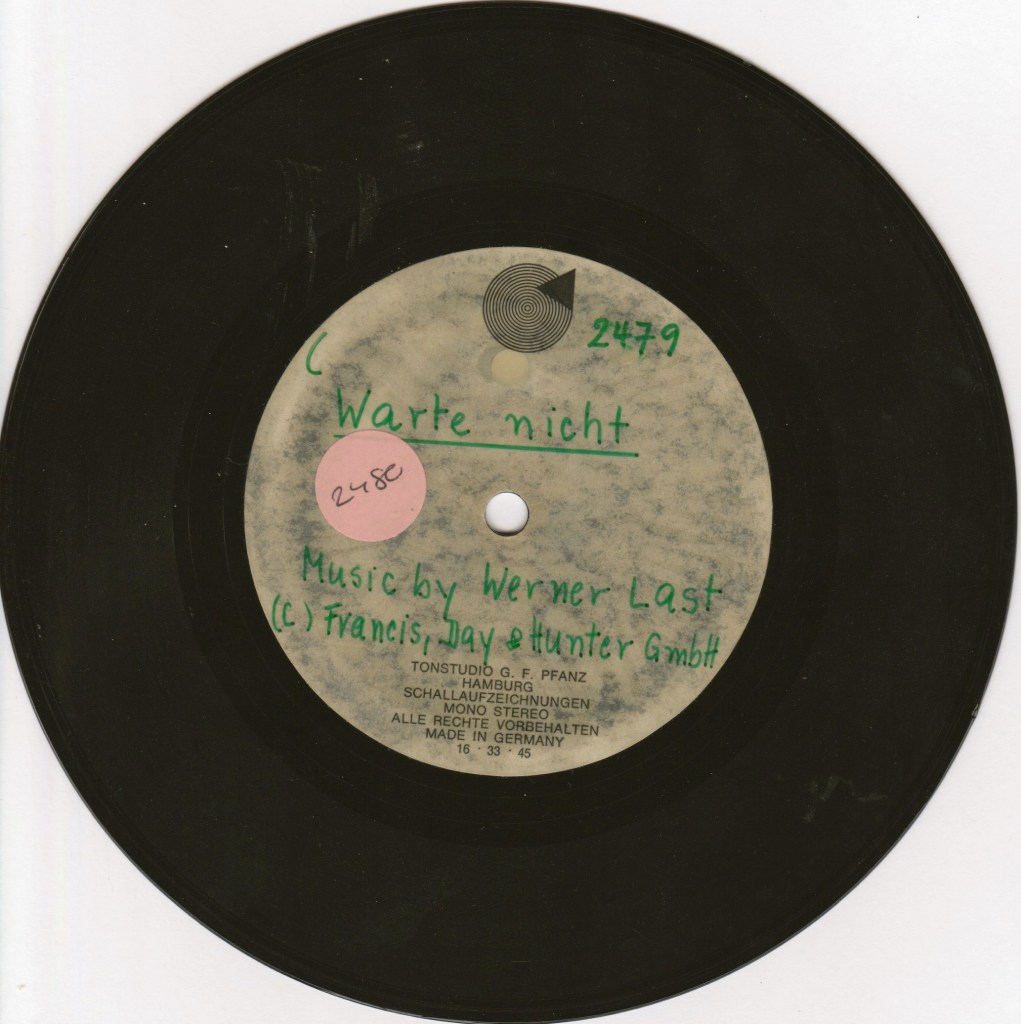 2479
(
Warte nicht
2480
Music by Werner Last
(C) Francis, Day & Hunter GmbH
TONSTUDIO G. F. PFANZ
HAMBURG
SCHALLAUFZEICHNUNGEN
MONO STEREO
ALLE RECHTE VORBEHALTEN
MADE IN GERMANY
16 · 33 · 45